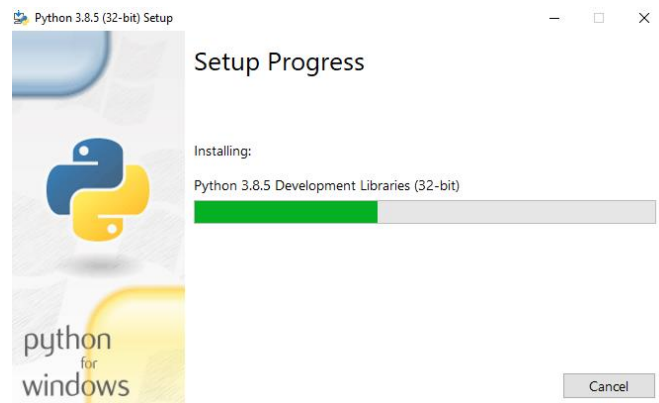 Python 3.8.5 (32-bit) Setup
Setup Progress
Installing:
Python 3.8.5 Development Libraries (32-bit)
python
for
windows
Cancel